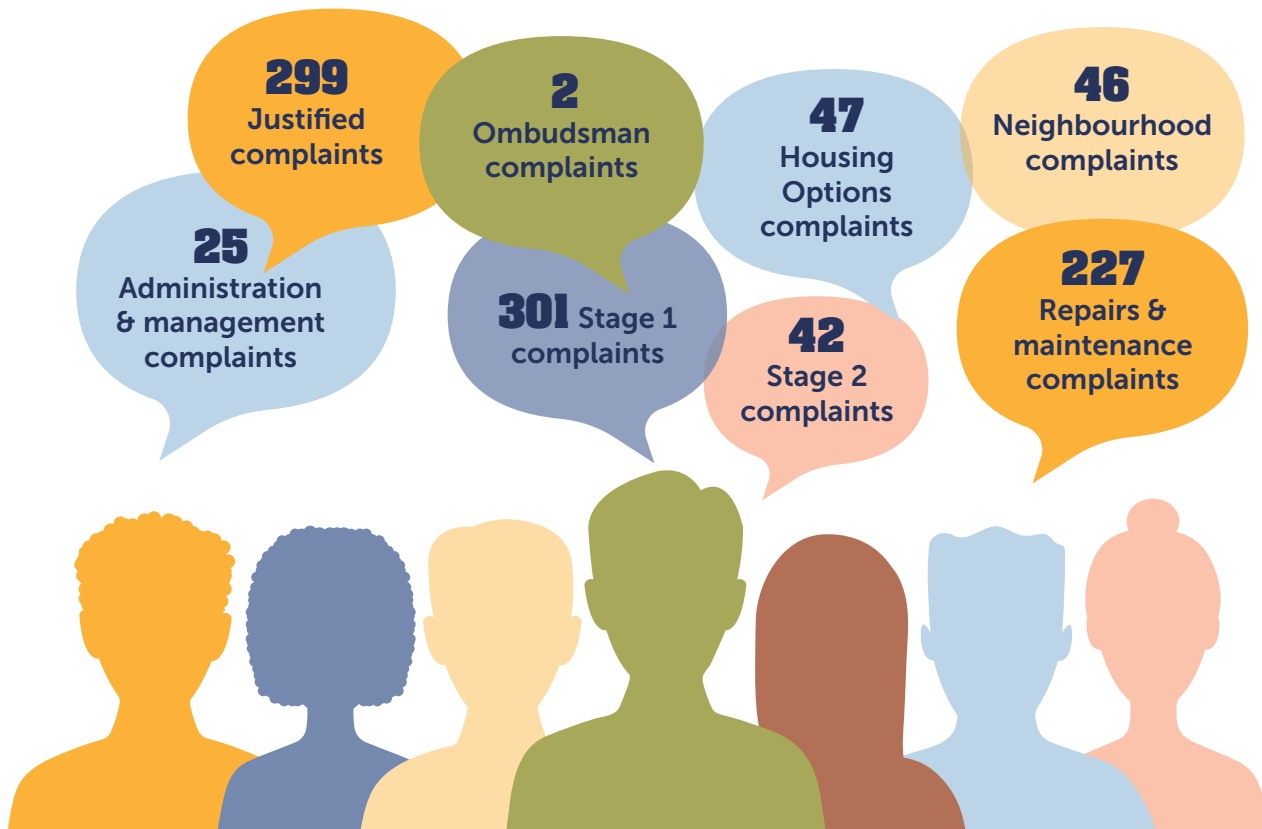 299
Justified
complaints
2
Ombudsman
complaints
47
Housing
Options
complaints
46
Neighbourhood
complaints
25
Administration
& management
complaints
301 Stage 1
complaints
42
Stage 2
complaints
227
Repairs &
maintenance
complaints